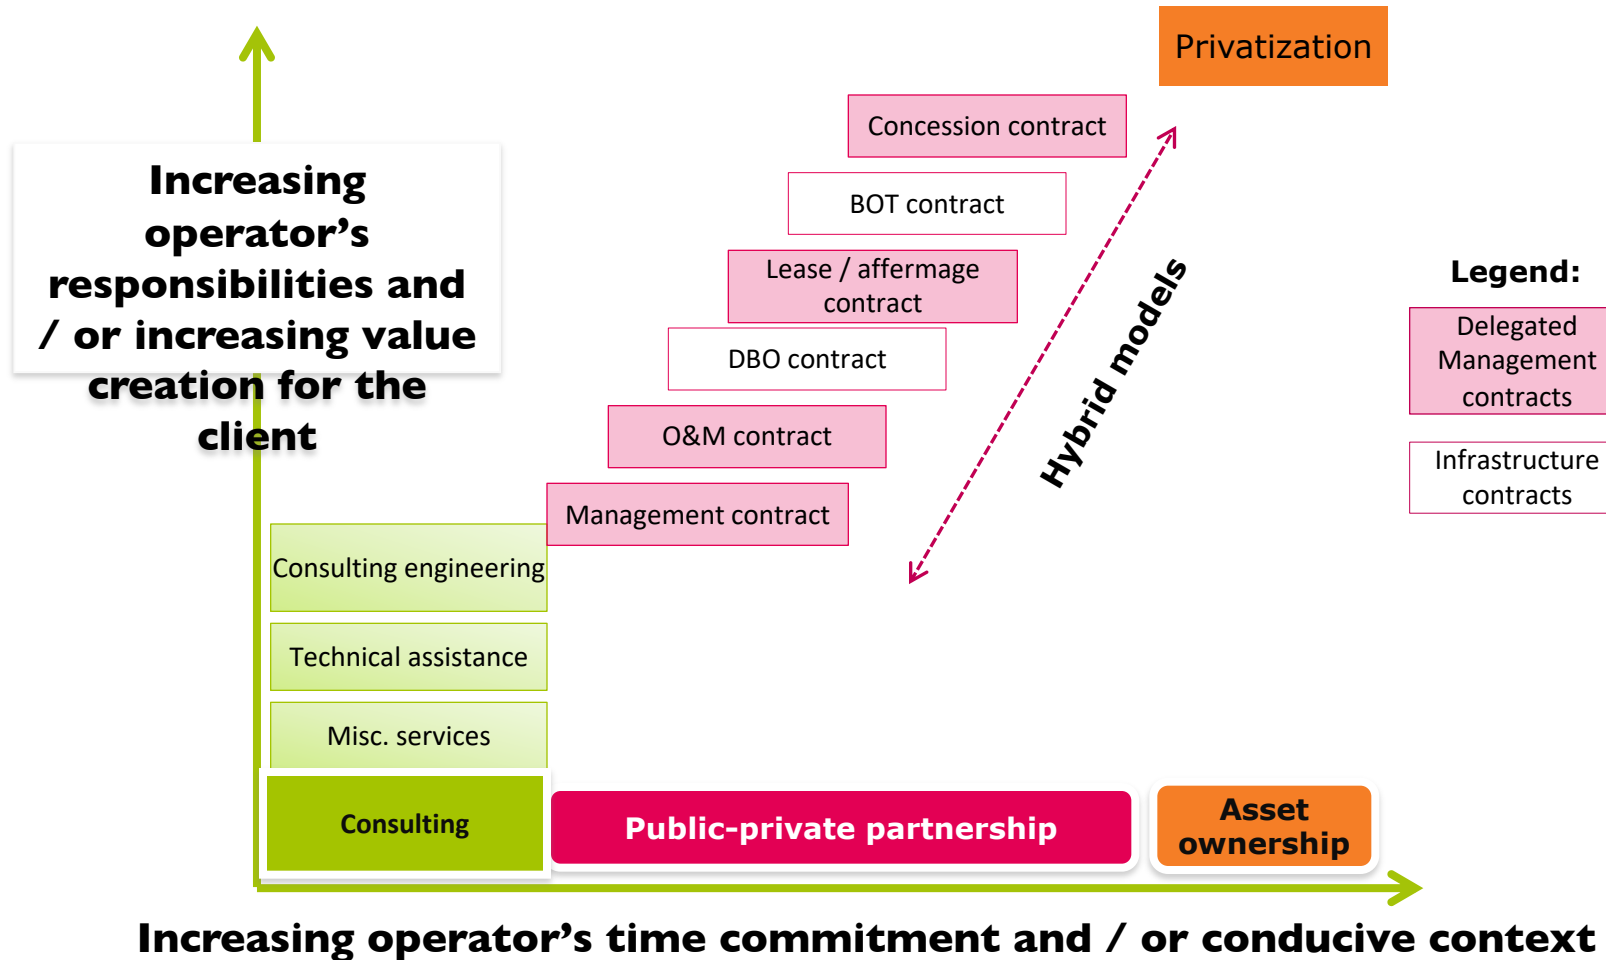 Privatization
Concession contract
BOT contract
Lease / affermage
contract
DBO contract
O&M contract
Management contract
Hybrid models
Increasing
operator’s
responsibilities and
/ or increasing value
creation for the
client
Consulting engineering
Technical assistance
Misc. services
Consulting
Public-private partnership
Asset
ownership
Increasing operator’s time commitment and / or conducive context
Legend:
Delegated
Management
contracts
Infrastructure
contracts